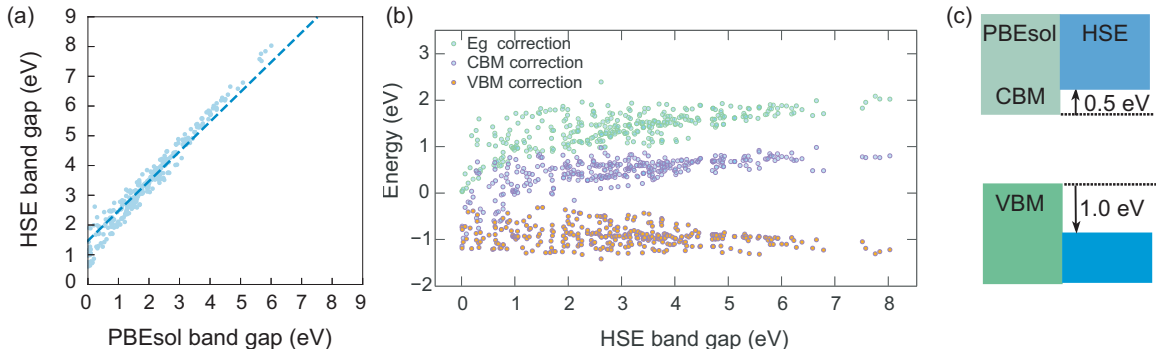 (a)
HSE band gap (eV)
9
8
7
6
5
4
3
2
1
0
0 1 2 3 4 5 6 7 8 9
PBEsol band gap (eV)
(b)
Energy (eV)
3
2
1
0
−1
−2
Eg correction
CBM correction
VBM correction
0 1 2 3 4 5 6 7 8
HSE band gap (eV)
(c)
PBEsol HSE
CBM 0.5 eV
VBM 1.0 eV